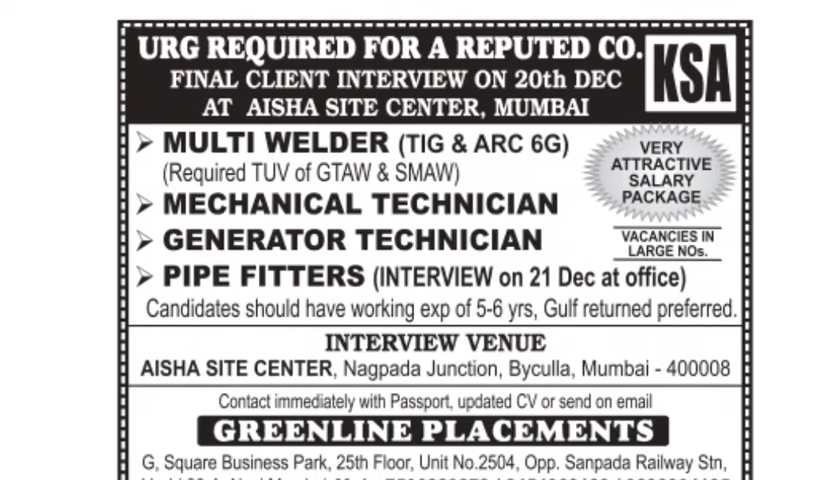 URG REQUIRED FOR A REPUTED CO.
KSA
FINAL CLIENT INTERVIEW ON 20th DEC
AT AISHA SITE CENTER, MUMBAI
MULTI WELDER (TIG & ARC 6G)
(Required TUV of GTAW & SMAW)
VERY
ATTRACTIVE
SALARY
PACKAGE
MECHANICAL TECHNICIAN
GENERATOR TECHNICIAN
VACANCIES IN
LARGE NOs.
PIPE FITTERS (INTERVIEW on 21 Dec at office)
Candidates should have working exp of 5-6 yrs, Gulf returned preferred.
INTERVIEW VENUE
AISHA SITE CENTER, Nagpada Junction, Byculla, Mumbai - 400008
Contact immediately with Passport, updated CV or send on email
GREENLINE PLACEMENTS
G, Square Business Park, 25th Floor, Unit No.2504, Opp. Sanpada Railway Stn,